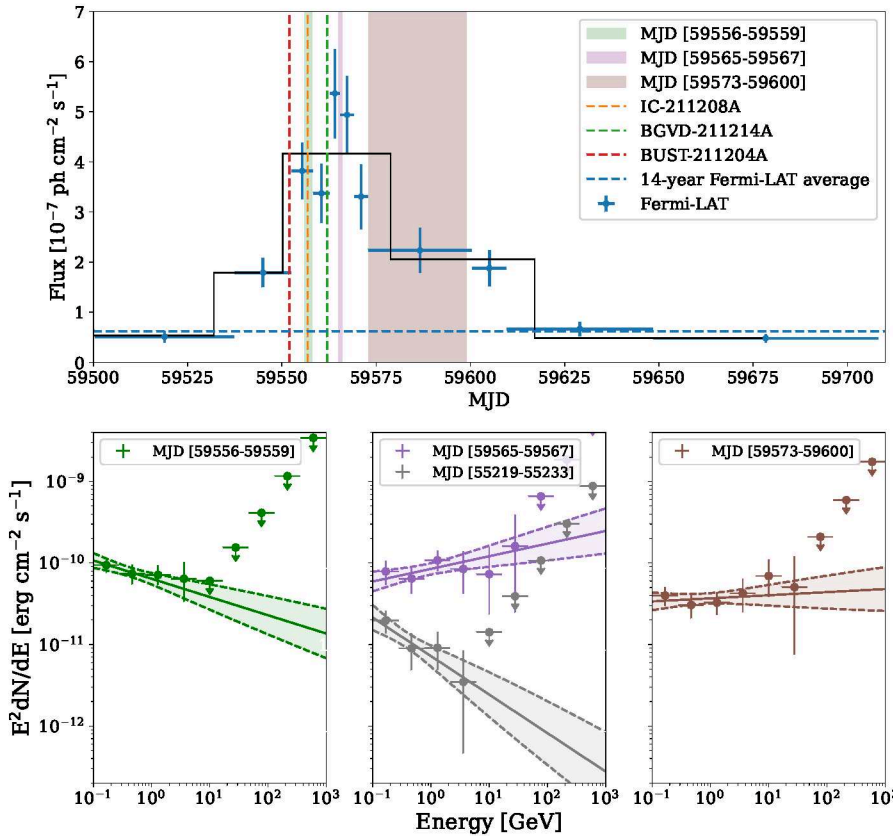 7
6
5
4
3
2
1
0
Flux [10⁻⁷ ph cm⁻² s⁻¹]
MJD [59556-59559]
MJD [59565-59567]
MJD [59573-59600]
IC-211208A
BGVD-211214A
BUST-211204A
14-year Fermi-LAT average
Fermi-LAT
59500 59525 59550 59575 59600 59625 59650 59675 59700
MJD
E²dN/dE [erg cm⁻² s⁻¹]
10⁻⁹
10⁻¹⁰
10⁻¹¹
10⁻¹²
MJD [59556-59559]
MJD [59565-59567]
MJD [55219-55233]
MJD [59573-59600]
10⁻¹ 10⁰ 10¹ 10² 10³
10⁻¹ 10⁰ 10¹ 10² 10³
10⁻¹ 10⁰ 10¹ 10² 10³
Energy [GeV]